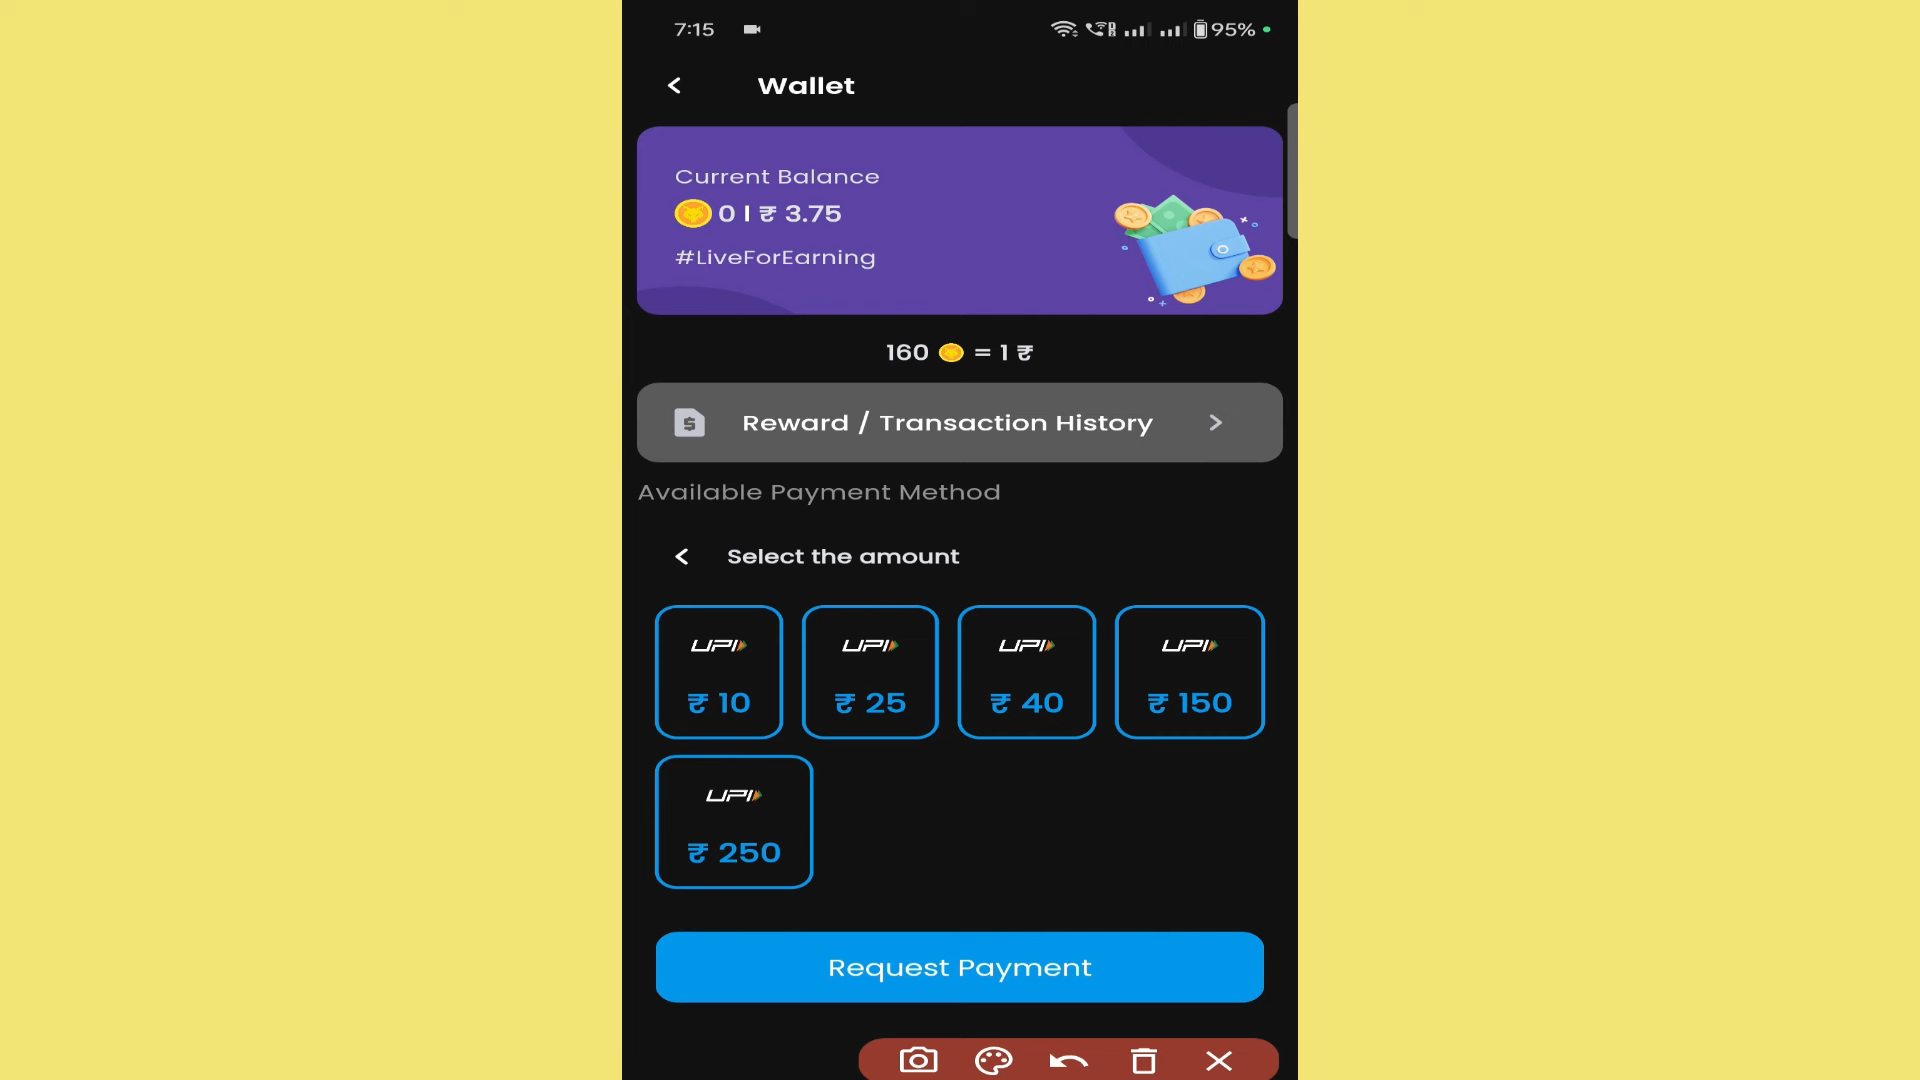 7:15 95%
Wallet
Current Balance
0 | ₹ 3.75
#LiveForEarning
160 = 1 ₹
$ Reward / Transaction History
Available Payment Method
Select the amount
UPI UPI UPI UPI
₹ 10 ₹ 25 ₹ 40 ₹ 150
UPI
₹ 250
Request Payment